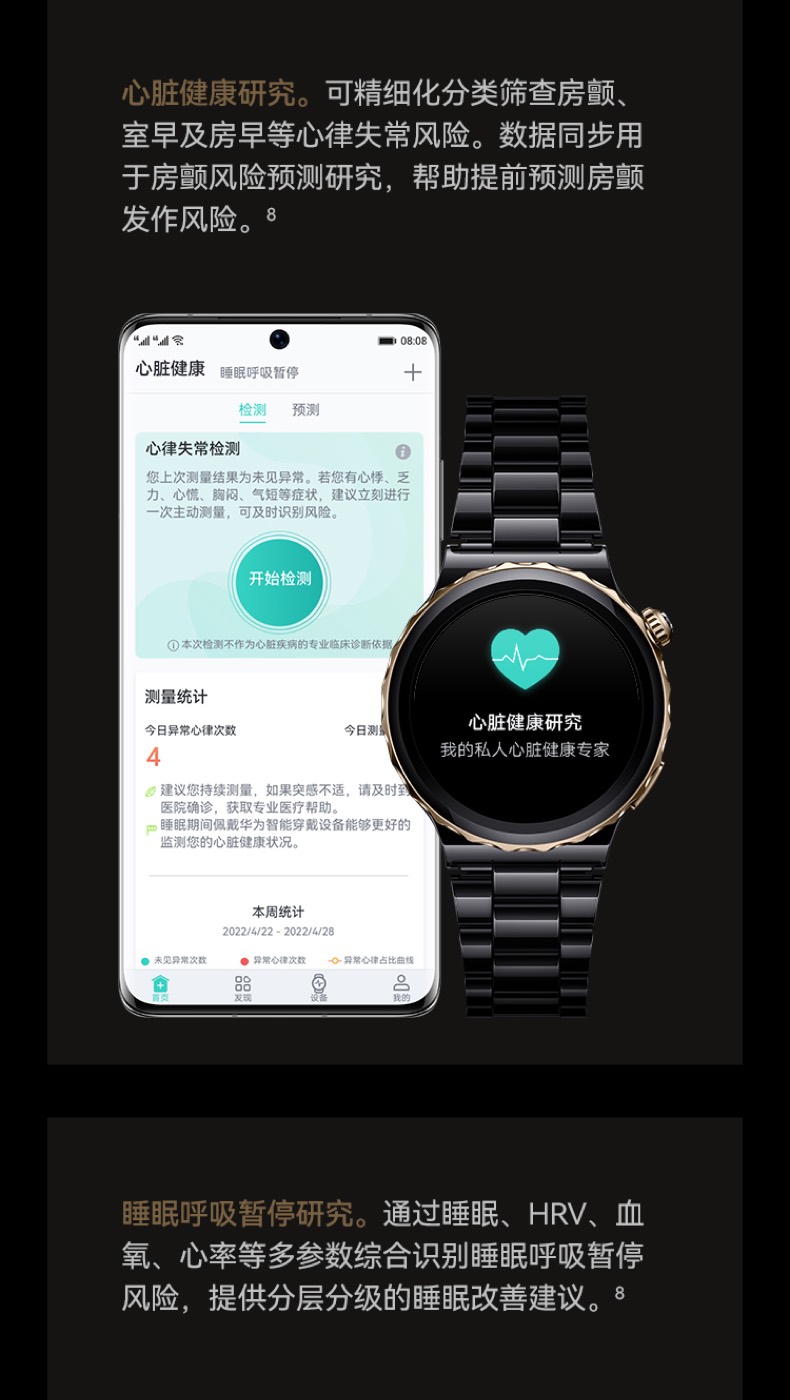 心脏健康研究。可精细化分类筛查房颤、
室早及房早等心律失常风险。数据同步用
于房颤风险预测研究，帮助提前预测房颤
发作风险。8
08:08
心脏健康 睡眠呼吸暂停
检测 预测
心律失常检测
您上次测量结果为未见异常。若您有心悸、乏
力、心慌、胸闷、气短等症状，建议立刻进行
一次主动测量，可及时识别风险。
开始检测
本次检测不作为心脏疾病的专业临床诊断依据
测量统计
今日异常心律次数 今日测
4
建议您持续测量，如果突感不适，请及时到
医院确诊，获取专业医疗帮助。
睡眠期间佩戴华为智能穿戴设备能够更好的
监测您的心脏健康状况。
本周统计
2022/4/22 - 2022/4/28
未见异常次数 异常心律次数 异常心律占比曲线
首页 发现 设备 我的
心脏健康研究
我的私人心脏健康专家
睡眠呼吸暂停研究。通过睡眠、HRV、血
氧、心率等多参数综合识别睡眠呼吸暂停
风险，提供分层分级的睡眠改善建议。8